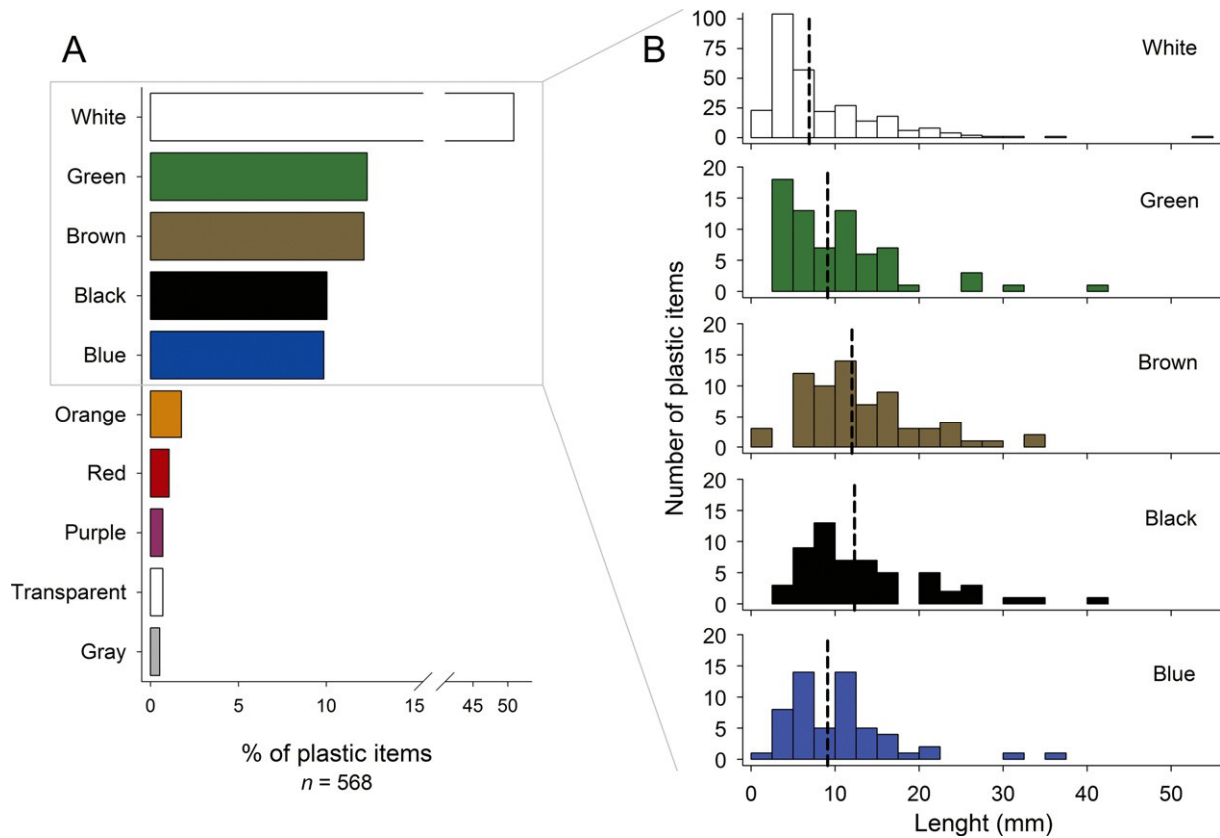 A
White
Green
Brown
Black
Blue
Orange
Red
Purple
Transparent
Gray
0 5 10 15 45 50
% of plastic items
n = 568
B
Number of plastic items
100
75
50
25
0
White
20
15
10
5
0
Green
20
15
10
5
0
Brown
20
15
10
5
0
Black
20
15
10
5
0
Blue
0 10 20 30 40 50
Lenght (mm)